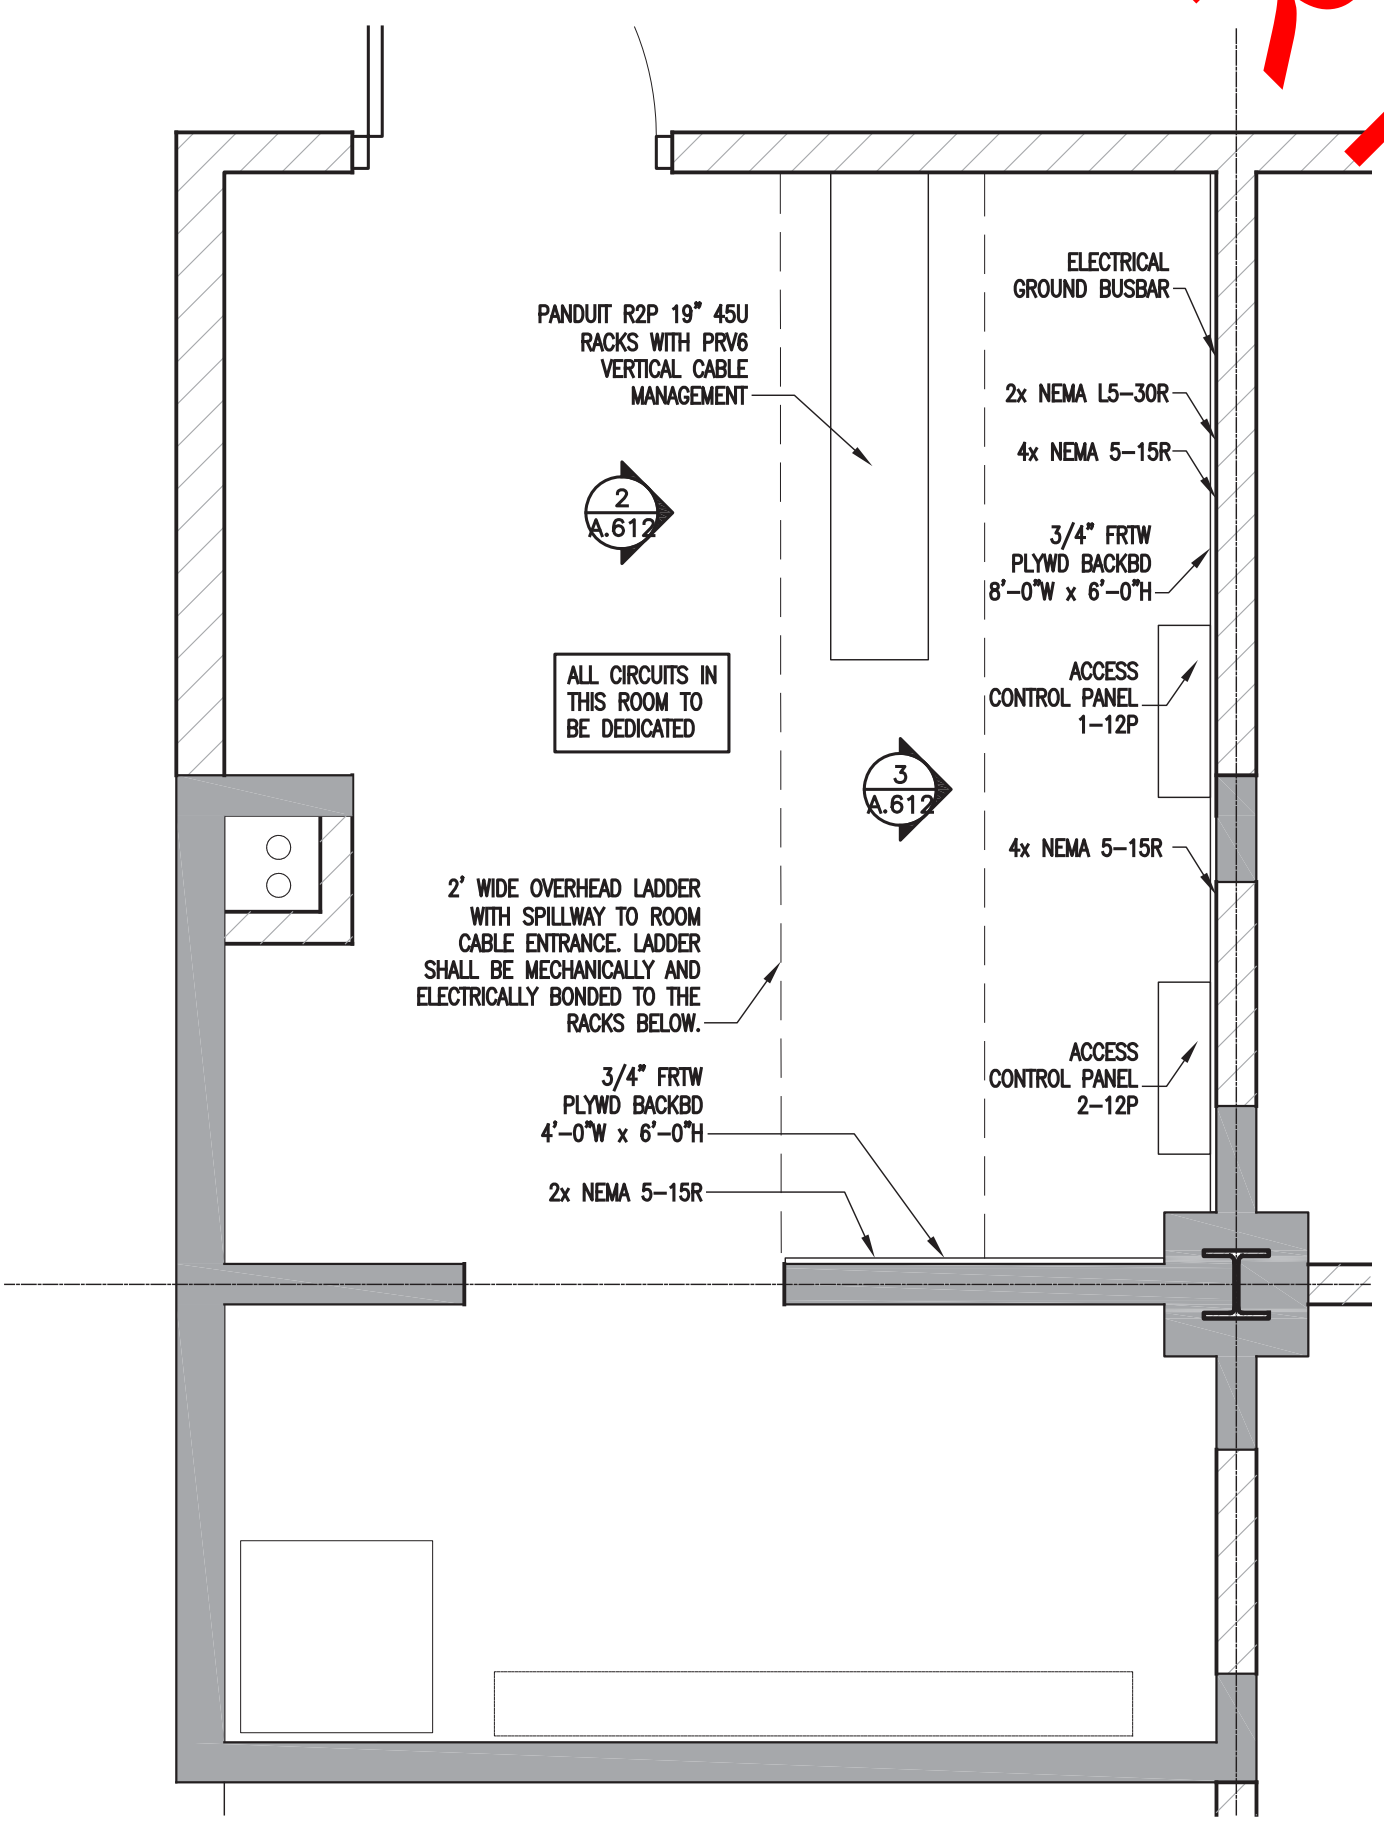 ELECTRICAL
GROUND BUSBAR
PANDUIT R2P 19" 45U
RACKS WITH PRV6
VERTICAL CABLE
MANAGEMENT
2x NEMA L5-30R
4x NEMA 5-15R
2
A.612
3/4" FRTW
PLYWD BACKBD
8'-0"W x 6'-0"H
ALL CIRCUITS IN
THIS ROOM TO
BE DEDICATED
ACCESS
CONTROL PANEL
1-12P
3
A.612
4x NEMA 5-15R
2' WIDE OVERHEAD LADDER
WITH SPILLWAY TO ROOM
CABLE ENTRANCE. LADDER
SHALL BE MECHANICALLY AND
ELECTRICALLY BONDED TO THE
RACKS BELOW.
ACCESS
CONTROL PANEL
2-12P
3/4" FRTW
PLYWD BACKBD
4'-0"W x 6'-0"H
2x NEMA 5-15R